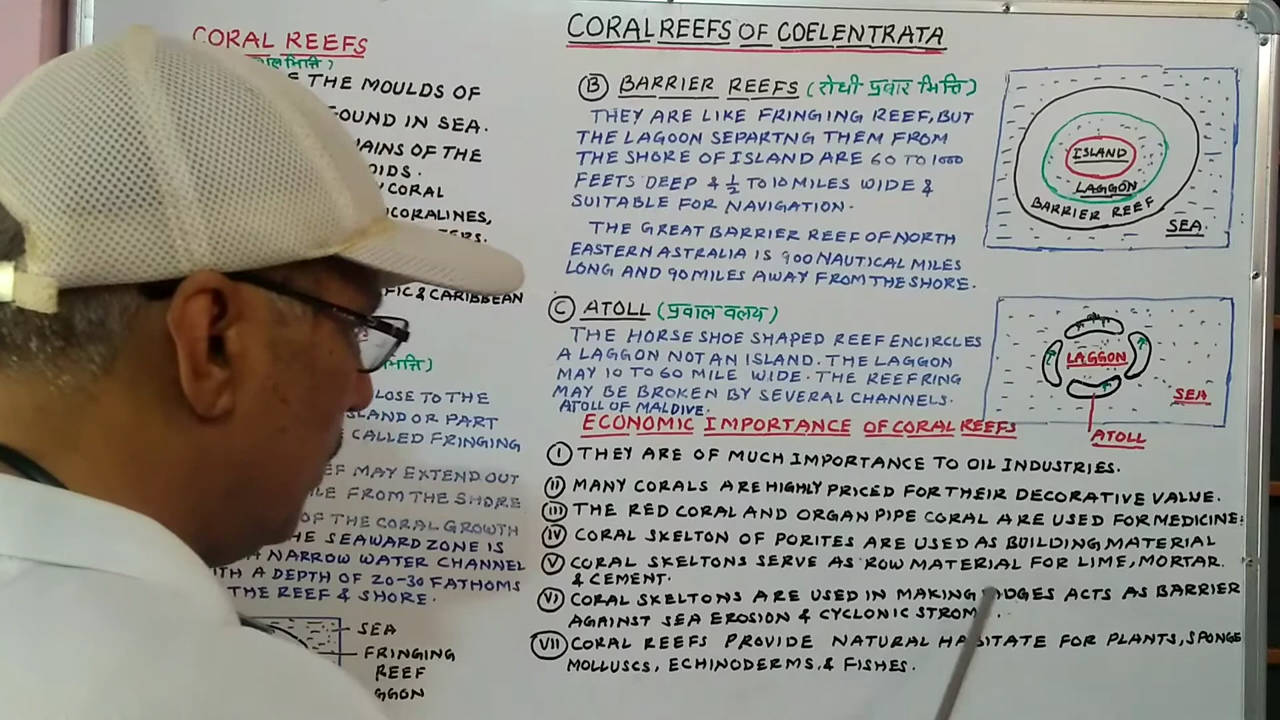 CORAL REEFS
THE MOULDS OF
FOUND IN SEA.
AINS OF THE
OIDS.
CORAL
CORALINES,
FIC & CARIBBEAN
LOSE TO THE
SLAND OR PART
CALLED FRINGING
EF MAY EXTEND OUT
FROM THE SHORE
OF THE CORAL GROWTH
HE SEAWARD ZONE IS
NARROW WATER CHANNEL
TH A DEPTH OF 20-30 FATHOMS
THE REEF & SHORE.
SEA
FRINGING
REEF
GGON
CORAL REEFS OF COELENTRATA
B BARRIER REEFS (रोधी प्रवार भित्ति)
THEY ARE LIKE FRINGING REEF, BUT
THE LAGOON SEPARTNG THEM FROM
THE SHORE OF ISLAND ARE 60 TO 1000
FEETS DEEP & ½ TO 10 MILES WIDE &
SUITABLE FOR NAVIGATION.
THE GREAT BARRIER REEF OF NORTH
EASTERN ASTRALIA IS 900 NAUTICAL MILES
LONG AND 90 MILES AWAY FROM THE SHORE.
ISLAND
LAGGON
BARRIER REEF
SEA
C ATOLL (प्रवाल वलय)
THE HORSE SHOE SHAPED REEF ENCIRCLES
A LAGGON NOT AN ISLAND. THE LAGGON
MAY 10 TO 60 MILE WIDE. THE REEF RING
MAY BE BROKEN BY SEVERAL CHANNELS.
ATOLL OF MALDIVE.
LAGGON
SEA
ATOLL
ECONOMIC IMPORTANCE OF CORAL REEFS
I THEY ARE OF MUCH IMPORTANCE TO OIL INDUSTRIES.
II MANY CORALS ARE HIGHLY PRICED FOR THEIR DECORATIVE VALUE.
III THE RED CORAL AND ORGAN PIPE CORAL ARE USED FOR MEDICINE.
IV CORAL SKELTON OF PORITES ARE USED AS BUILDING MATERIAL
V CORAL SKELTONS SERVE AS ROW MATERIAL FOR LIME, MORTAR.
& CEMENT.
VI CORAL SKELTONS ARE USED IN MAKING IDGES ACTS AS BARRIER
AGAINST SEA EROSION & CYCLONIC STROM.
VII CORAL REEFS PROVIDE NATURAL HABITATE FOR PLANTS, SPONGE
MOLLUSCS, ECHINODERMS, & FISHES.